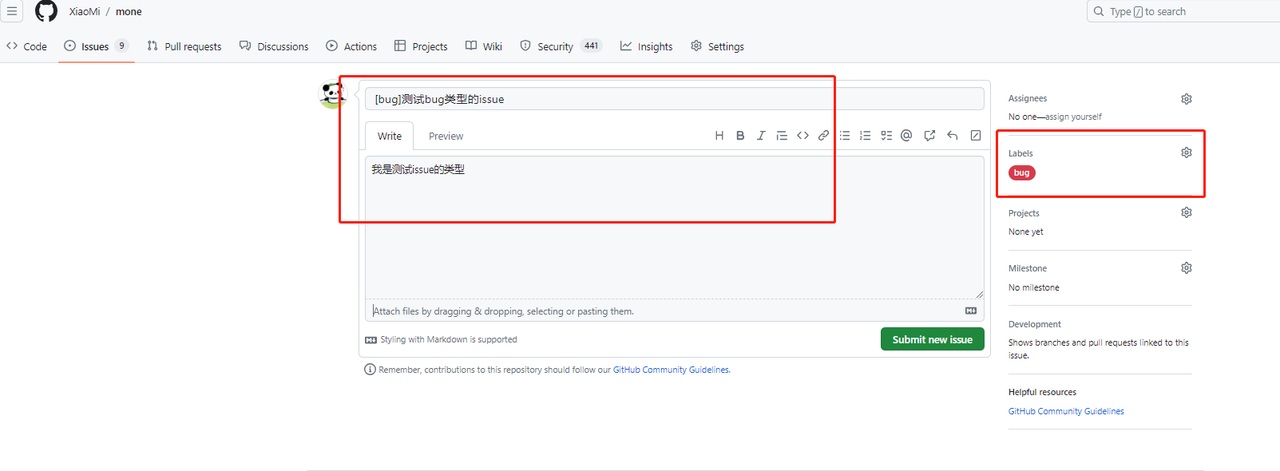 XiaoMi / mone
Type / to search
Code
Issues 9
Pull requests
Discussions
Actions
Projects
Wiki
Security 441
Insights
Settings
[bug]测试bug类型的issue
Write
Preview
H B I
我是测试issue的类型
Attach files by dragging & dropping, selecting or pasting them.
Styling with Markdown is supported
Submit new issue
Remember, contributions to this repository should follow our GitHub Community Guidelines.
Assignees
No one—assign yourself
Labels
bug
Projects
None yet
Milestone
No milestone
Development
Shows branches and pull requests linked to this
issue.
Helpful resources
GitHub Community Guidelines